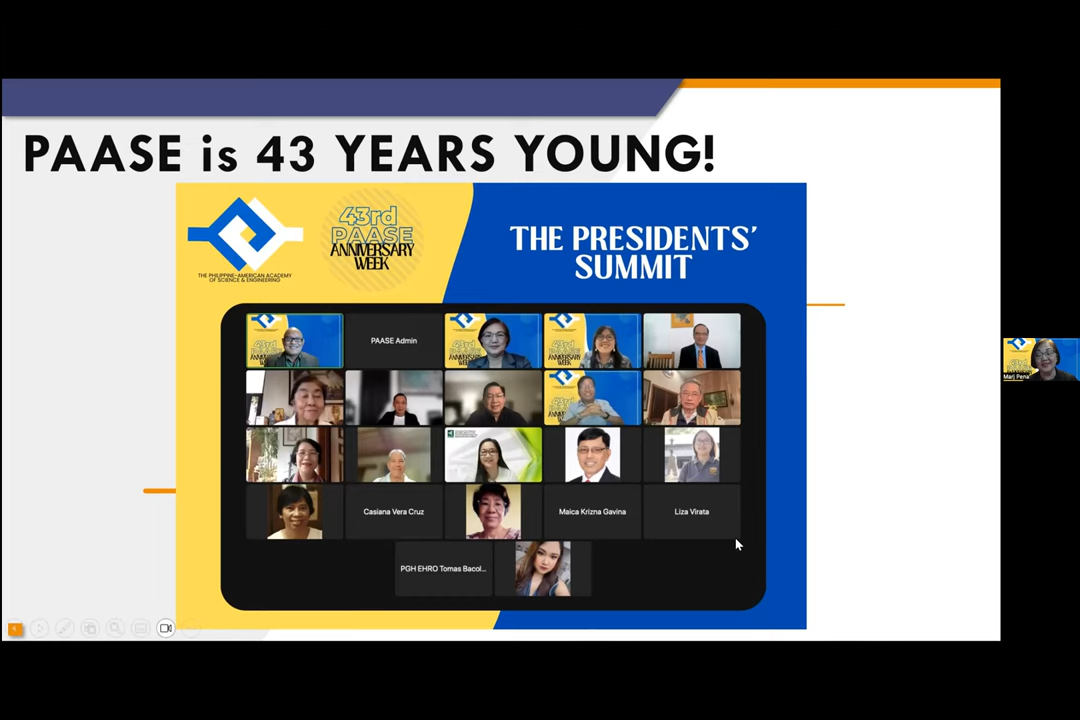 PAASE is 43 YEARS YOUNG!
THE PHILIPPINE-AMERICAN ACADEMY
OF SCIENCE & ENGINEERING
43rd
PAASE
ANNIVERSARY
WEEK
THE PRESIDENTS'
SUMMIT
PAASE Admin
Casiana Vera Cruz
Maica Krizna Gavina
Liza Virata
PGH EHRO Tomas Bacol...
Marj Pena